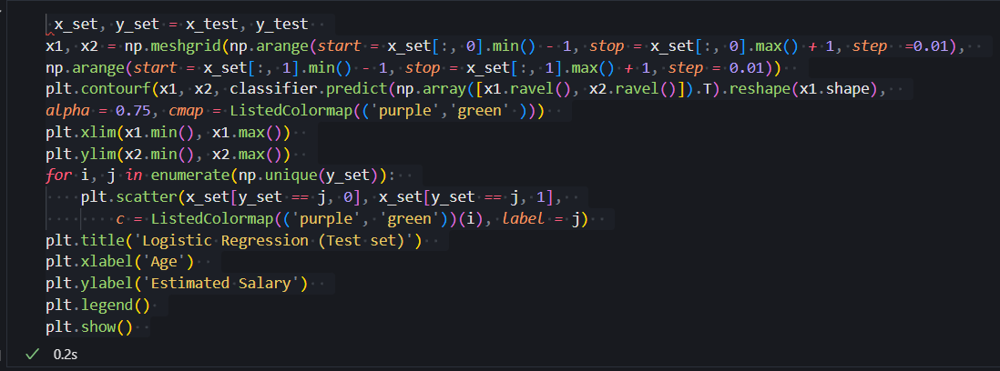 x_set, y_set = x_test, y_test
x1, x2 = np.meshgrid(np.arange(start = x_set[:, 0].min() - 1, stop = x_set[:, 0].max() + 1, step  =0.01),
np.arange(start = x_set[:, 1].min() - 1, stop = x_set[:, 1].max() + 1, step = 0.01))
plt.contourf(x1, x2, classifier.predict(np.array([x1.ravel(), x2.ravel()]).T).reshape(x1.shape),
alpha = 0.75, cmap = ListedColormap(('purple','green' )))
plt.xlim(x1.min(), x1.max())
plt.ylim(x2.min(), x2.max())
for i, j in enumerate(np.unique(y_set)):
    plt.scatter(x_set[y_set == j, 0], x_set[y_set == j, 1],
        c = ListedColormap(('purple', 'green'))(i), label = j)
plt.title('Logistic Regression (Test set)')
plt.xlabel('Age')
plt.ylabel('Estimated Salary')
plt.legend()
plt.show()
0.2s